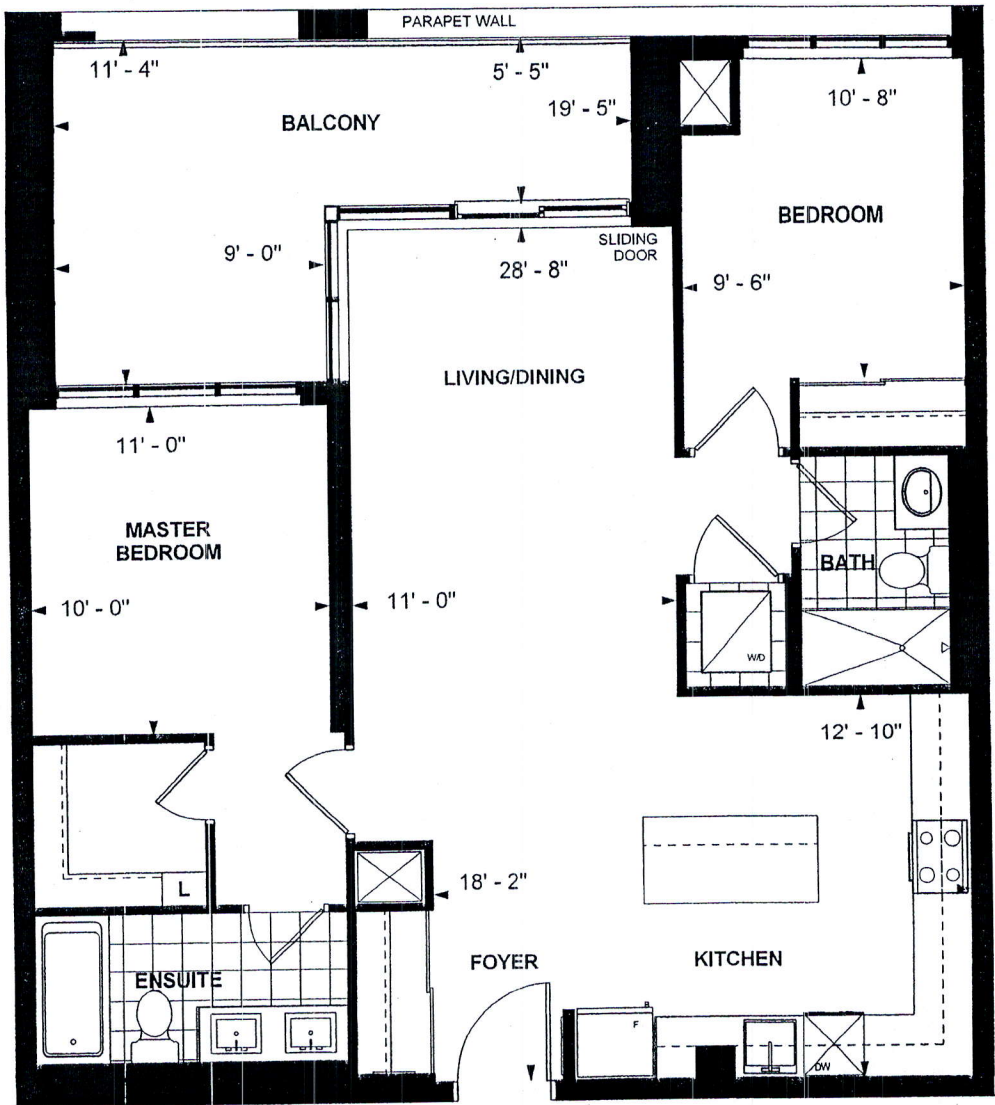 PARAPET WALL
11' - 4"
5' - 5"
10' - 8"
19' - 5"
BALCONY
BEDROOM
SLIDING
DOOR
9' - 0"
28' - 8"
9' - 6"
LIVING/DINING
11' - 0"
MASTER
BEDROOM
BATH
10' - 0"
11' - 0"
W/D
12' - 10"
18' - 2"
L
FOYER
KITCHEN
ENSUITE
F
DW